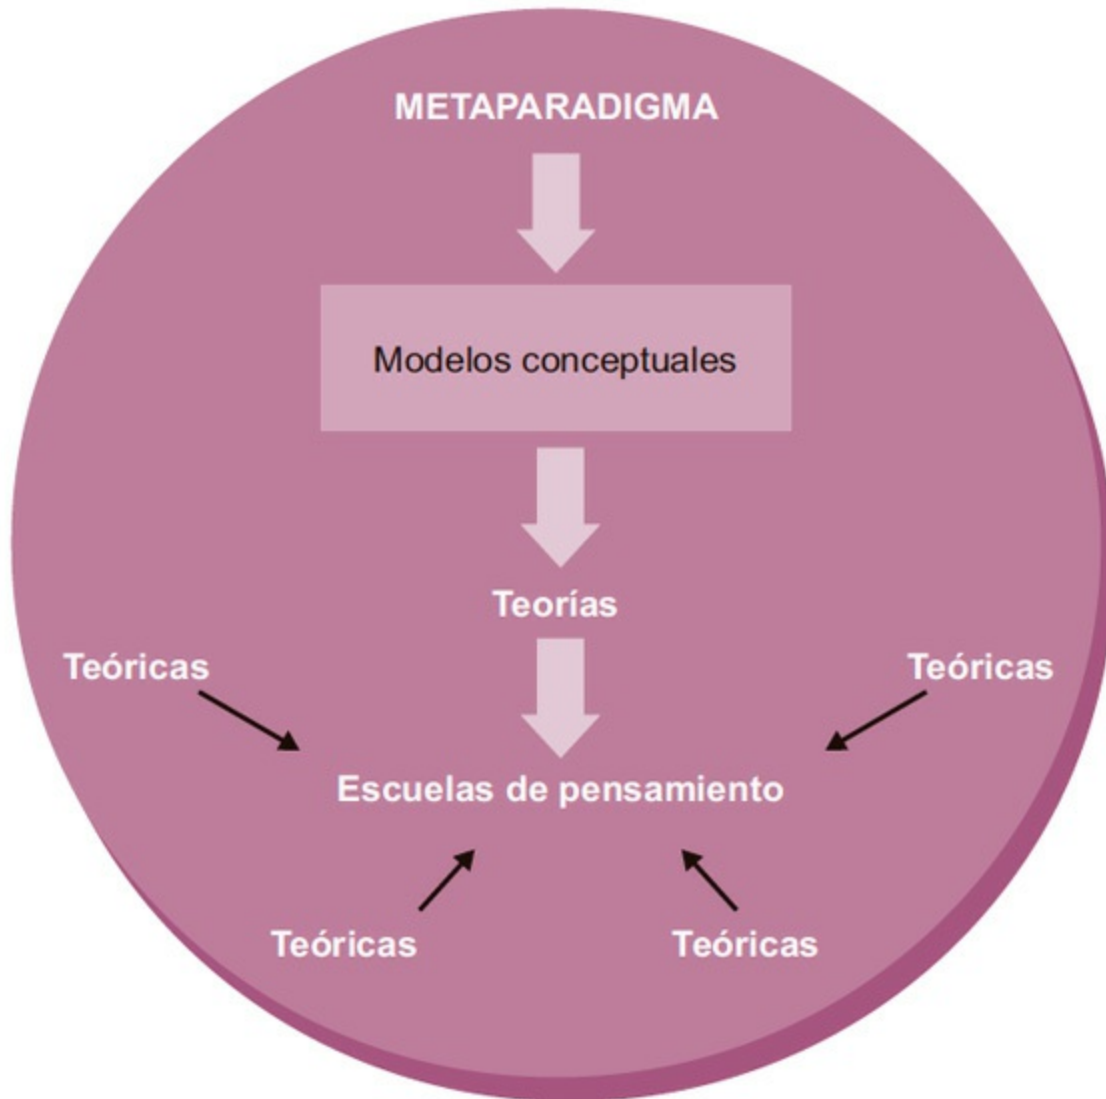 METAPARADIGMA
Modelos conceptuales
Teorías
Teóricas
Teóricas
Escuelas de pensamiento
Teóricas
Teóricas